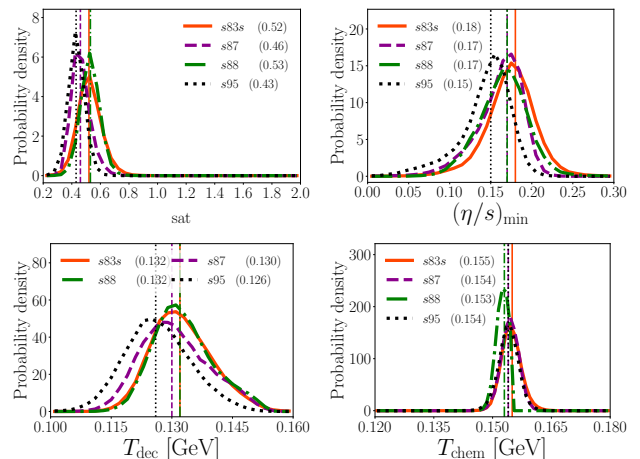 Probability density
8
6
4
2
0
s83s (0.52)
s87 (0.46)
s88 (0.53)
s95 (0.43)
0.2 0.4 0.6 0.8 1.0 1.2 1.4 1.6 1.8 2.0
sat
Probability density
20
15
10
5
0
s83s (0.18)
s87 (0.17)
s88 (0.17)
s95 (0.15)
0.00 0.05 0.10 0.15 0.20 0.25 0.30
(η/s)min
Probability density
80
60
40
20
0
s83s (0.132)
s88 (0.132)
s87 (0.130)
s95 (0.126)
0.100 0.115 0.130 0.145 0.160
Tdec [GeV]
Probability density
300
200
100
0
s83s (0.155)
s87 (0.154)
s88 (0.153)
s95 (0.154)
0.120 0.135 0.150 0.165 0.180
Tchem [GeV]